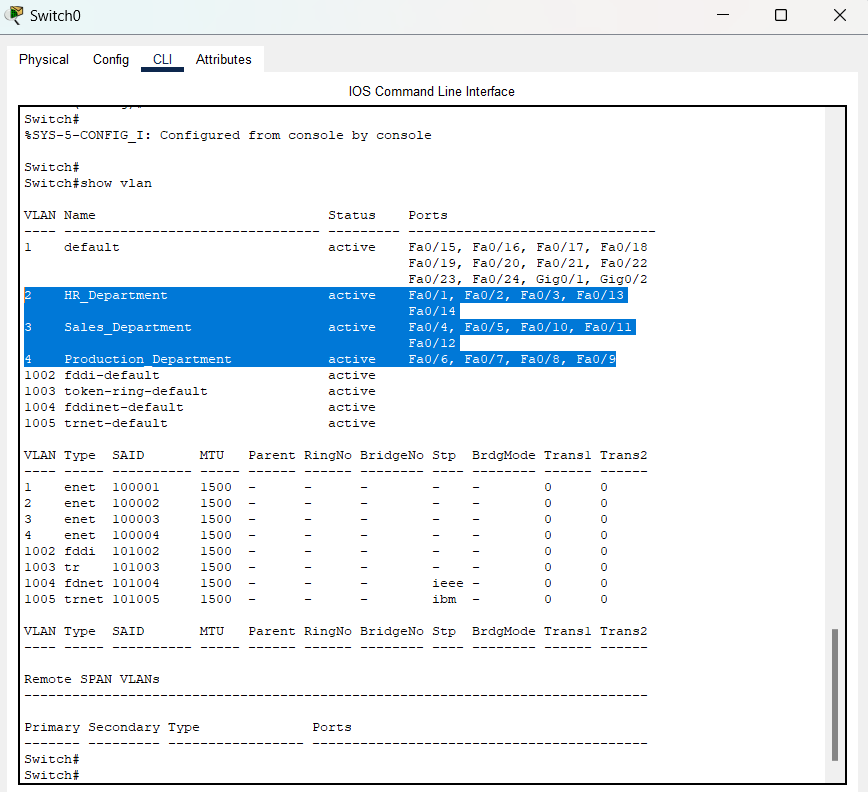 Switch0
Physical Config CLI Attributes
IOS Command Line Interface
Switch#
%SYS-5-CONFIG_I: Configured from console by console
Switch#
Switch#show vlan
VLAN Name                             Status    Ports
---- -------------------------------- --------- -------------------------------
1    default                          active    Fa0/15, Fa0/16, Fa0/17, Fa0/18
                                                Fa0/19, Fa0/20, Fa0/21, Fa0/22
                                                Fa0/23, Fa0/24, Gig0/1, Gig0/2
2    HR_Department                    active    Fa0/1, Fa0/2, Fa0/3, Fa0/13
                                                Fa0/14
3    Sales_Department                 active    Fa0/4, Fa0/5, Fa0/10, Fa0/11
                                                Fa0/12
4    Production_Department            active    Fa0/6, Fa0/7, Fa0/8, Fa0/9
1002 fddi-default                     active
1003 token-ring-default               active
1004 fddinet-default                  active
1005 trnet-default                    active
VLAN Type  SAID       MTU   Parent RingNo BridgeNo Stp  BrdgMode Trans1 Trans2
---- ----- ---------- ----- ------ ------ -------- ---- -------- ------ ------
1    enet  100001     1500  -      -      -        -    -        0      0
2    enet  100002     1500  -      -      -        -    -        0      0
3    enet  100003     1500  -      -      -        -    -        0      0
4    enet  100004     1500  -      -      -        -    -        0      0
1002 fddi  101002     1500  -      -      -        -    -        0      0
1003 tr    101003     1500  -      -      -        -    -        0      0
1004 fdnet 101004     1500  -      -      -        ieee -        0      0
1005 trnet 101005     1500  -      -      -        ibm  -        0      0
VLAN Type  SAID       MTU   Parent RingNo BridgeNo Stp  BrdgMode Trans1 Trans2
---- ----- ---------- ----- ------ ------ -------- ---- -------- ------ ------
Remote SPAN VLANs
------------------------------------------------------------------------------
Primary Secondary Type              Ports
------- --------- ----------------- ------------------------------------------
Switch#
Switch#